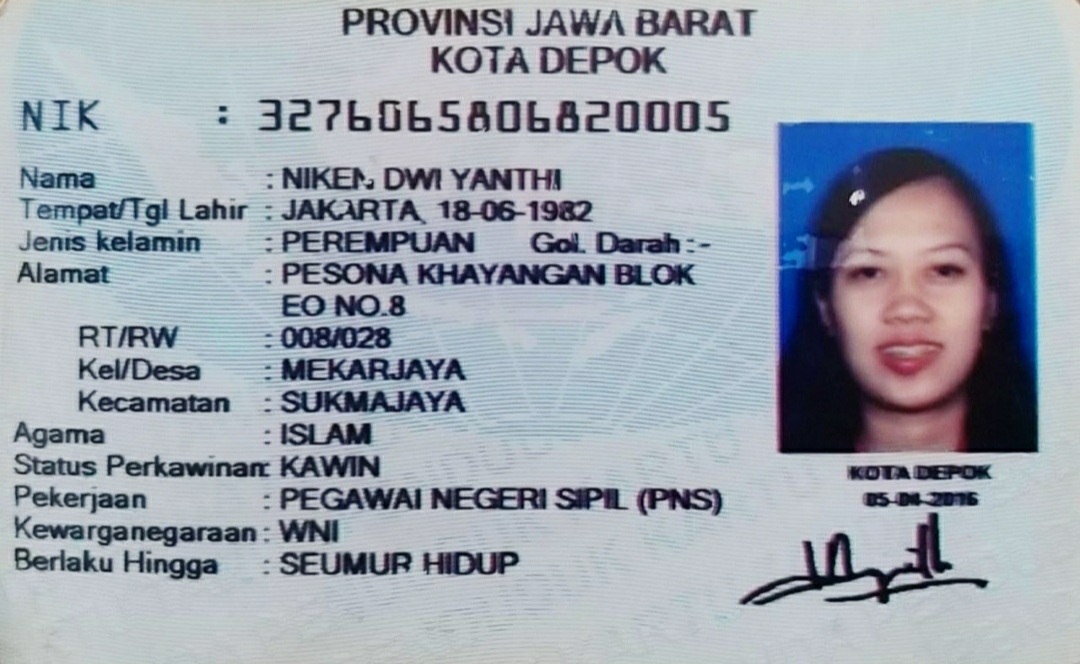 PROVINSI JAWA BARAT
KOTA DEPOK
NIK : 3276065806820005
Nama : NIKEN DWI YANTHI
Tempat/Tgl Lahir : JAKARTA, 18-06-1982
Jenis kelamin : PEREMPUAN Gol. Darah :-
Alamat : PESONA KHAYANGAN BLOK
EO NO.8
RT/RW : 008/028
Kel/Desa : MEKARJAYA
Kecamatan : SUKMAJAYA
Agama : ISLAM
Status Perkawinan: KAWIN
Pekerjaan : PEGAWAI NEGERI SIPIL (PNS)
Kewarganegaraan : WNI
Berlaku Hingga : SEUMUR HIDUP
KOTA DEPOK
05-04-2016